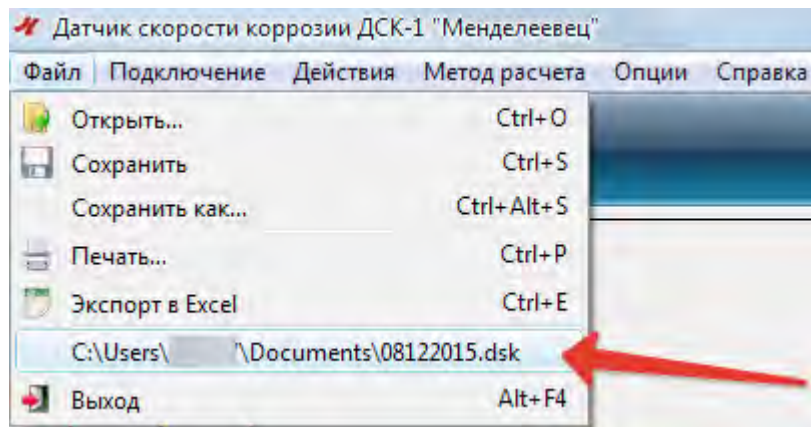 Датчик скорости коррозии ДСК-1 "Менделеевец"
Файл Подключение Действия Метод расчета Опции Справка
Открыть... Ctrl+O
Сохранить Ctrl+S
Сохранить как... Ctrl+Alt+S
Печать... Ctrl+P
Экспорт в Excel Ctrl+E
C:\Users\ \Documents\08122015.dsk
Выход Alt+F4